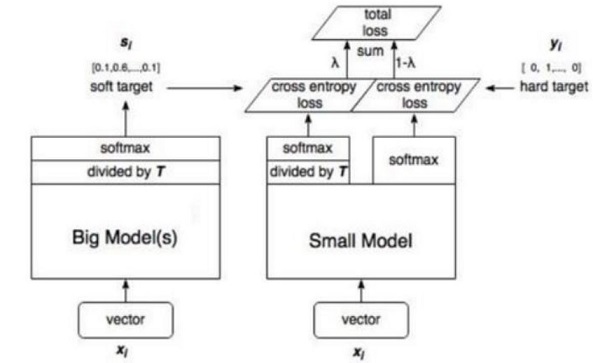 total
loss
sum
λ
1-λ
s_i
[0.1,0.6,...,0.1]
soft target
cross entropy
loss
cross entropy
loss
y_i
[ 0, 1,..., 0]
hard target
softmax
divided by T
Big Model(s)
vector
x_i
softmax
divided by T
softmax
Small Model
vector
x_i